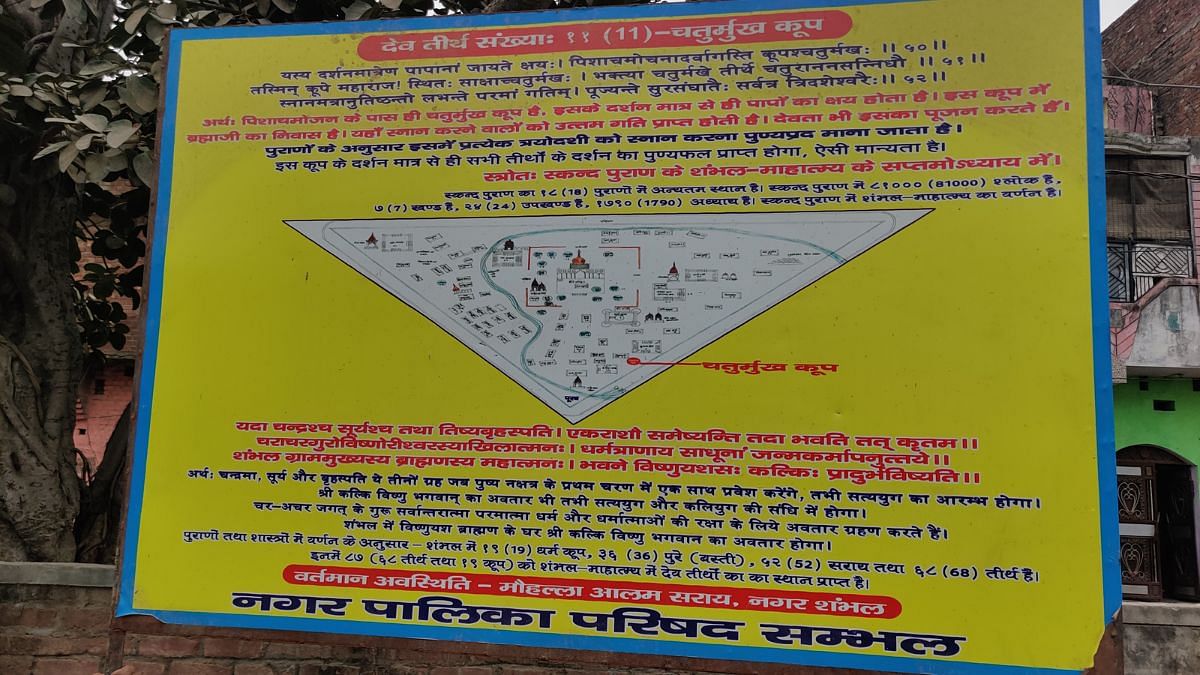 देव तीर्थ संख्याः ११ (11)-चतुर्मुख कूप
यस्य दर्शनमात्रेण पापानां जायते क्षयः। पिशाचमोचनादर्वागस्ति कूपश्चतुर्मखः ।। ५०।।
तस्मिन् कूपे महाराज! स्थितः साक्षाच्चतुर्मखः । भक्त्या चतुर्मखे तीर्थे चतुराननसन्निधौ ।। ५१।।
स्नानमत्रानुतिष्ठन्तो लभन्ते परमां गतिम्। पूज्यन्ते सुरसंघातैः सर्वत्र त्रिदशेश्वरैः।। ५२।।
अर्थः पिशाचमोजन के पास ही चतुर्मुख कूप है, इसके दर्शन मात्र से ही पापों का क्षय होता है। इस कूप में
ब्रह्माजी का निवास है। यहाँ स्नान करने वालों को उत्तम गति प्राप्त होती है। देवता भी इसका पूजन करते हैं।
पुराणों के अनुसार इसमें प्रत्येक त्रयोदशी को स्नान करना पुण्यप्रद माना जाता है।
इस कूप के दर्शन मात्र से ही सभी तीर्थों के दर्शन का पुण्यफल प्राप्त होगा, ऐसी मान्यता है।
स्त्रोतः स्कन्द पुराण के शंभल-माहात्म्य के सप्तमोऽध्याय में।
स्कन्द पुराण का १८ (18) पुराणों में अन्यतम स्थान है। स्कन्द पुराण में ८१००० (81000) श्लोक है,
७ (7) खण्ड है, २४ (24) उपखण्ड है, १७९० (1790) अध्याय है। स्कन्द पुराण में शंभल-माहात्म्य का वर्णन है।
चतुर्मुख कूप
पूरब
यदा चन्द्रश्च सूर्यश्च तथा तिष्यबृहस्पति। एकराशौ समेष्यन्ति तदा भवति तत् कृतम।।
चराचरगुरोर्विष्णोरीश्वरस्याखिलात्मनः। धर्मत्राणाय साधूनां जन्मकर्मापनुत्तये।।
शंभल ग्राममुख्यस्य ब्राह्मणस्य महात्मनः। भवने विष्णुयशसः कल्किः प्रादुर्भविष्यति।।
अर्थः चन्द्रमा, सूर्य और बृहस्पति ये तीनों ग्रह जब पुष्य नक्षत्र के प्रथम चरण में एक साथ प्रवेश करेंगे, तभी सत्ययुग का आरम्भ होगा।
श्री कल्कि विष्णु भगवान् का अवतार भी तभी सत्ययुग और कलियुग की संधि में होगा।
चर-अचर जगत् के गुरू सर्वान्तरात्मा परमात्मा धर्म और धर्मात्माओं की रक्षा के लिये अवतार ग्रहण करते हैं।
शंभल में विष्णुयश ब्राह्मण के घर श्री कल्कि विष्णु भगवान का अवतार होगा।
पुराणों तथा शास्त्रों में वर्णन के अनुसार - शंभल में १९ (19) धर्म कूप, ३६ (36) पुरे (बस्ती) , ५२ (52) सराय तथा ६८ (68) तीर्थ है।
इनमें ८७ (६८ तीर्थ तथा १९ कूप) को शंभल-माहात्म्य में देव तीर्थों का का स्थान प्राप्त है।
वर्तमान अवस्थिति - मौहल्ला आलम सराय, नगर शंभल
नगर पालिका परिषद सम्भल